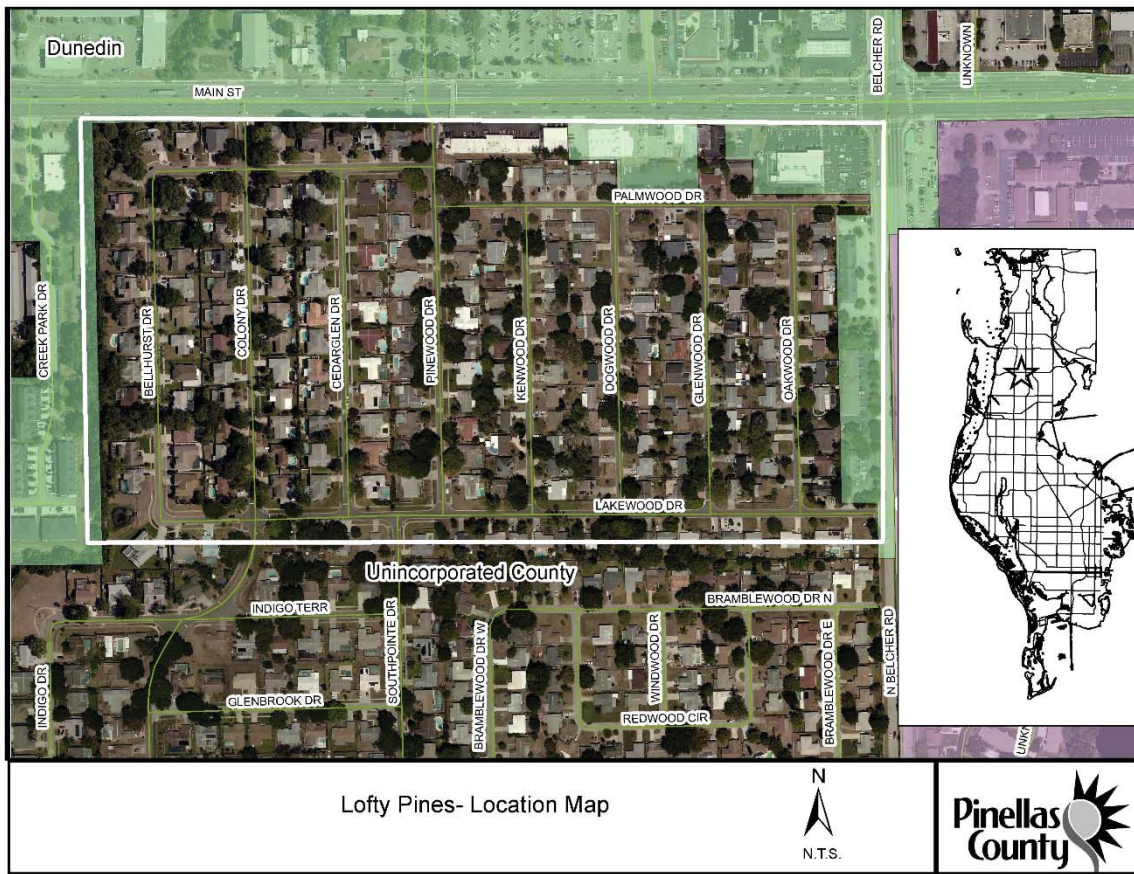 Dunedin
MAIN ST
BELCHER RD
UNKNOWN
PALMWOOD DR
CREEK PARK DR
BELLHURST DR
COLONY DR
CEDARGLEN DR
PINEWOOD DR
KENWOOD DR
DOGWOOD DR
GLENWOOD DR
OAKWOOD DR
LAKEWOOD DR
Unincorporated County
INDIGO TERR
BRAMBLEWOOD DR N
INDIGO DR
GLENBROOK DR
SOUTHPOINTE DR
BRAMBLEWOOD DR W
WINDWOOD DR
REDWOOD CIR
BRAMBLEWOOD DR E
N BELCHER RD
Lofty Pines- Location Map
N
N.T.S.
Pinellas
County